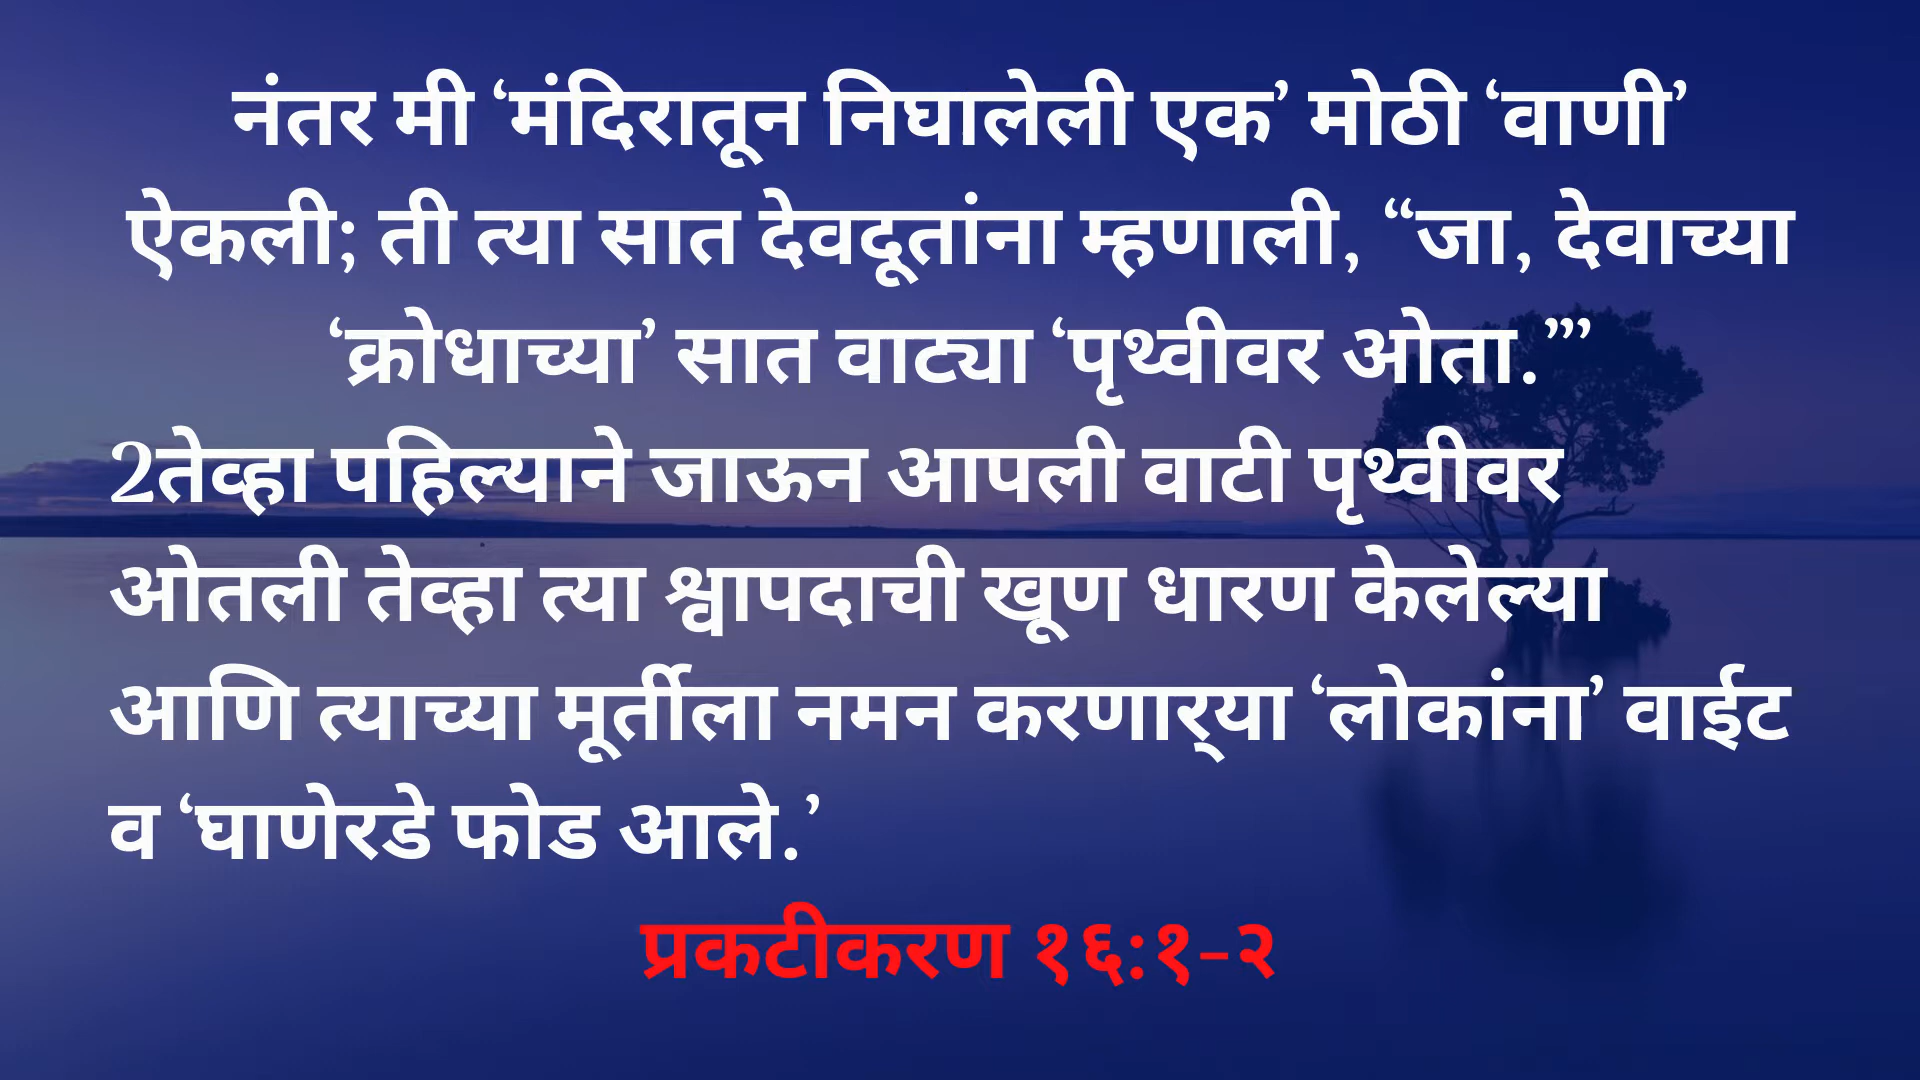 नंतर मी ‘मंदिरातून निघालेली एक’ मोठी ‘वाणी’
ऐकली; ती त्या सात देवदूतांना म्हणाली, “जा, देवाच्या
‘क्रोधाच्या’ सात वाट्या ‘पृथ्वीवर ओता.”’
2तेव्हा पहिल्याने जाऊन आपली वाटी पृथ्वीवर
ओतली तेव्हा त्या श्वापदाची खूण धारण केलेल्या
आणि त्याच्या मूर्तीला नमन करणार्‍या ‘लोकांना’ वाईट
व ‘घाणेरडे फोड आले.’
प्रकटीकरण १६:१-२